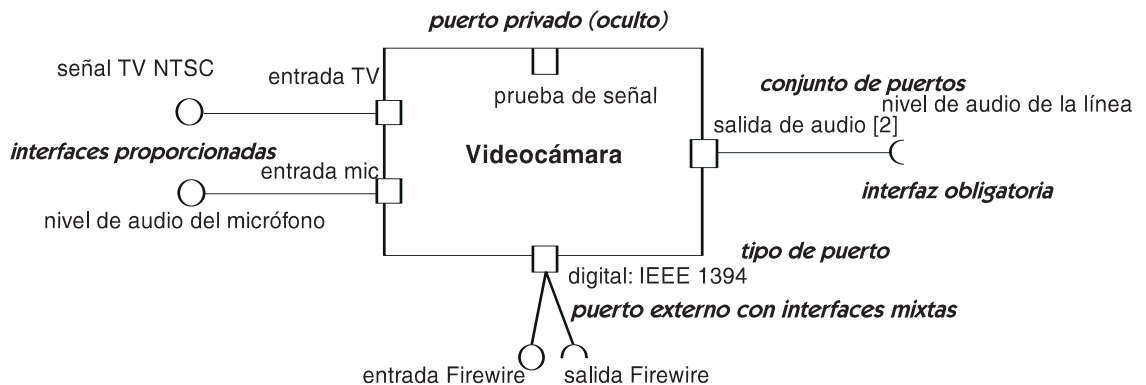 puerto privado (oculto)
señal TV NTSC
entrada TV
prueba de señal
conjunto de puertos
nivel de audio de la línea
salida de audio [2]
interfaces proporcionadas
Videocámara
entrada mic
interfaz obligatoria
nivel de audio del micrófono
tipo de puerto
digital: IEEE 1394
puerto externo con interfaces mixtas
entrada Firewire
salida Firewire